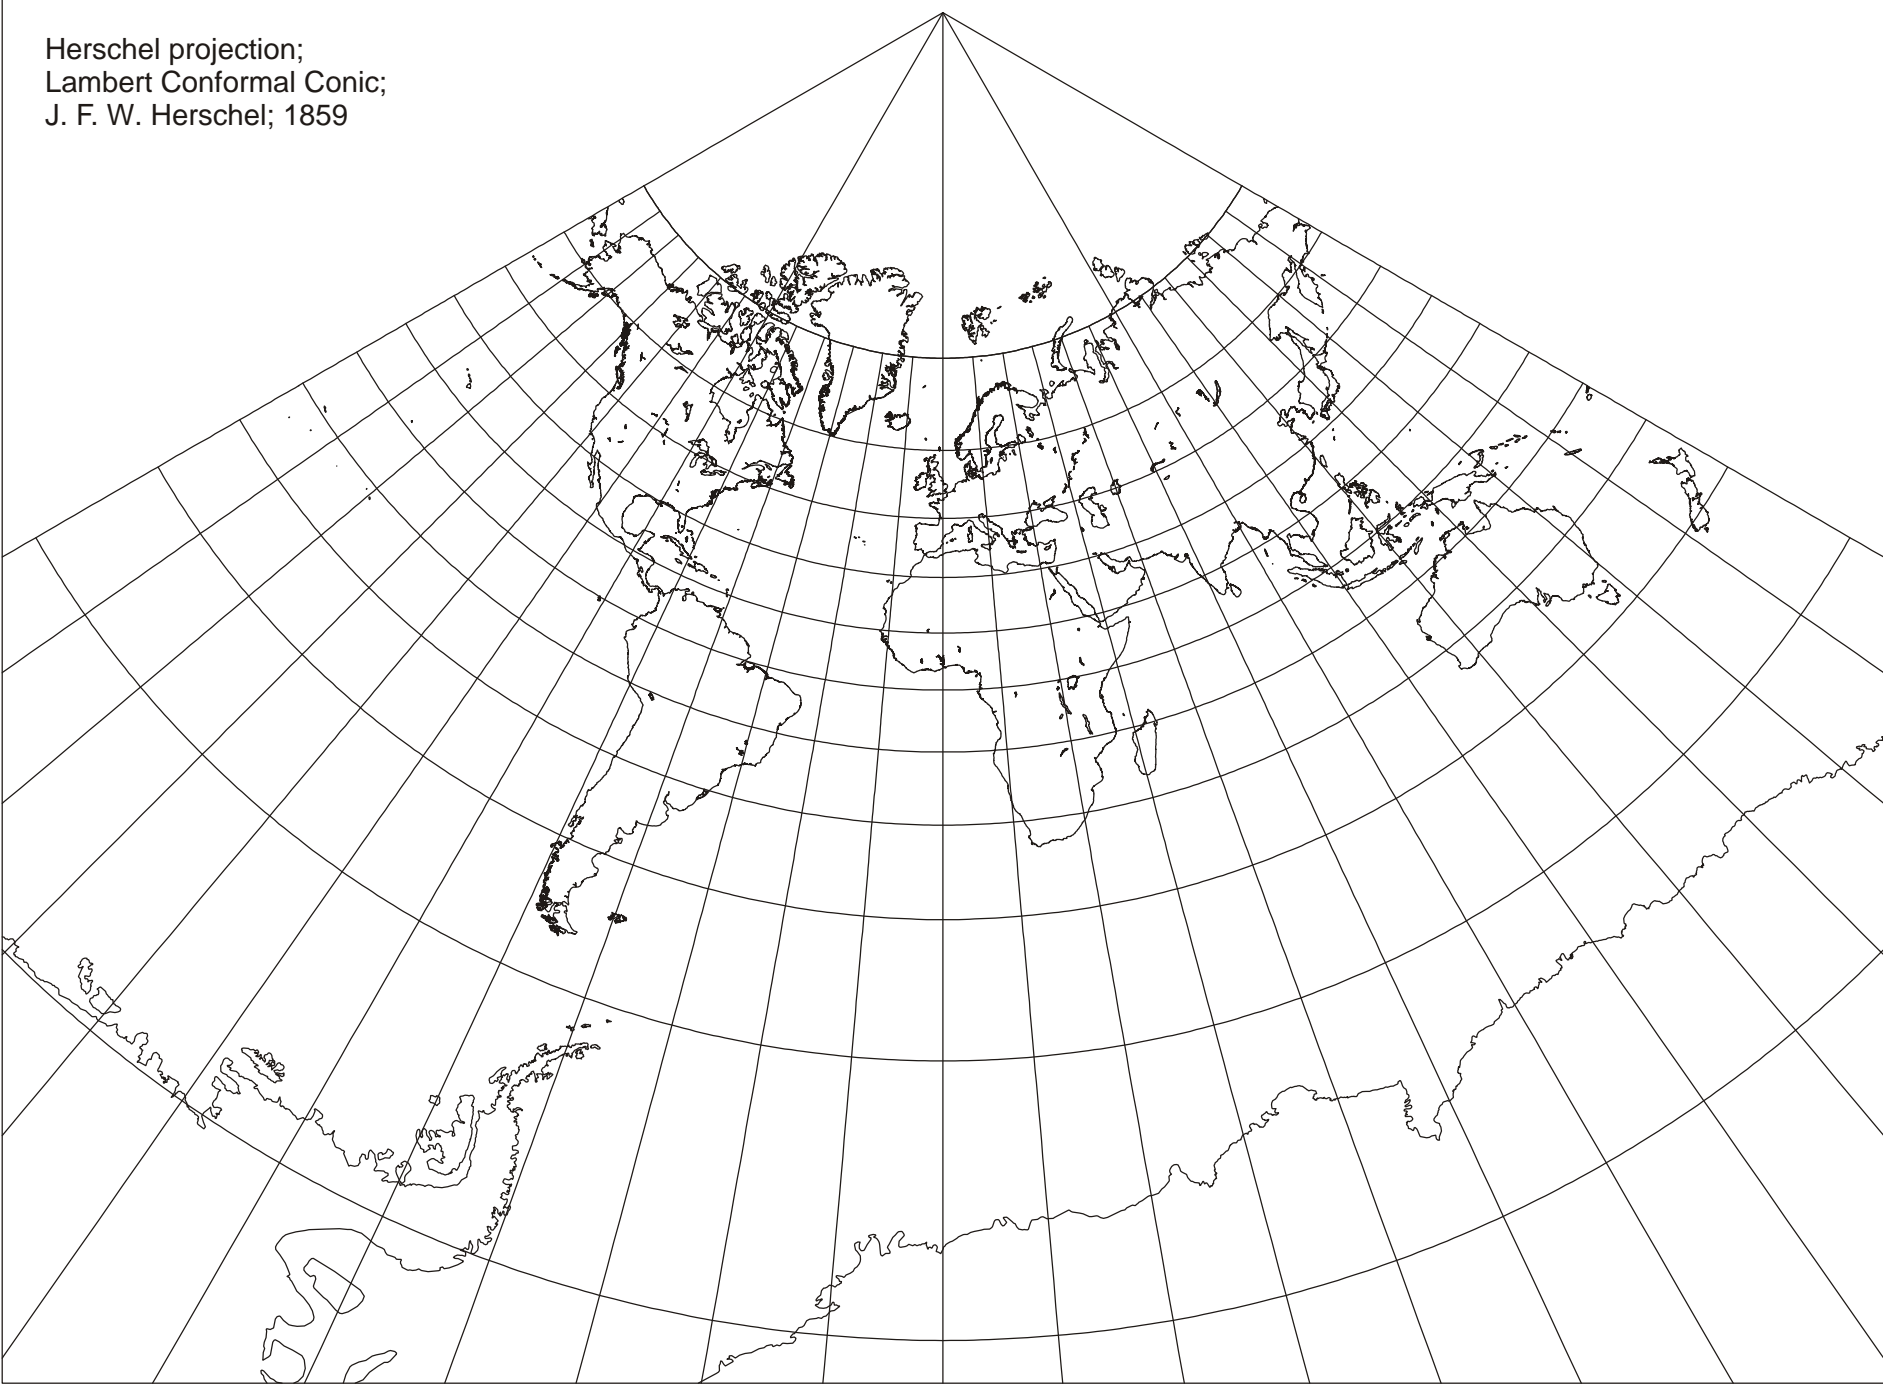 Herschel projection;
Lambert Conformal Conic;
J. F. W. Herschel; 1859